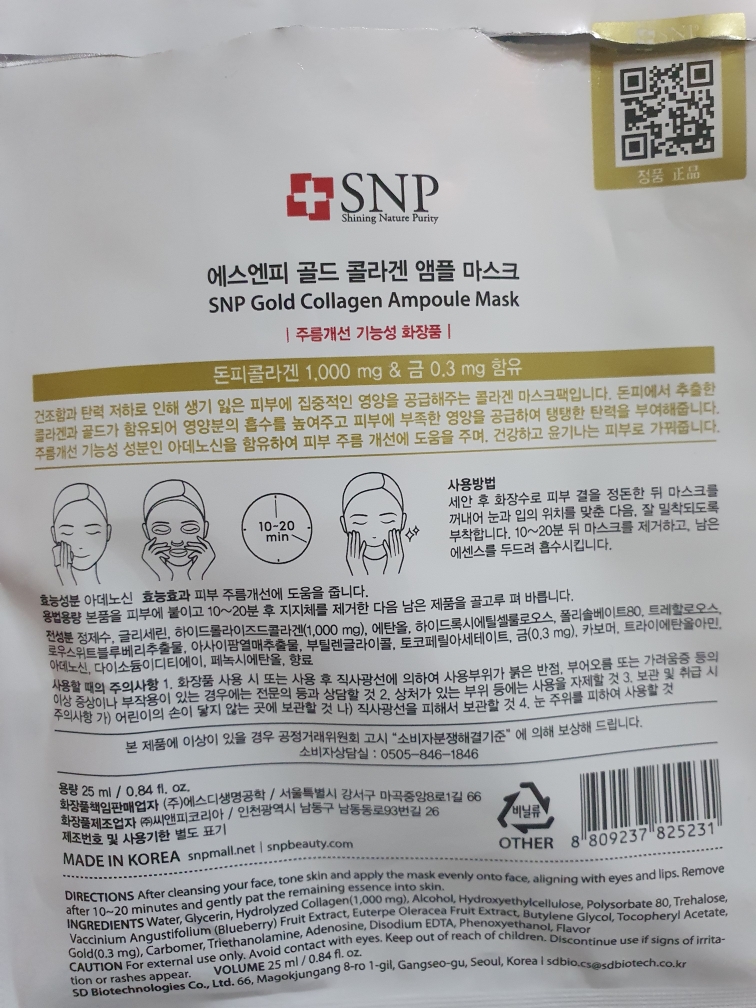 SNP
정품 正品
SNP
Shining Nature Purity
에스엔피 골드 콜라겐 앰플 마스크
SNP Gold Collagen Ampoule Mask
| 주름개선 기능성 화장품 |
돈피콜라겐 1,000 mg & 금 0.3 mg 함유
건조함과 탄력 저하로 인해 생기 잃은 피부에 집중적인 영양을 공급해주는 콜라겐 마스크팩입니다. 돈피에서 추출한
콜라겐과 골드가 함유되어 영양분의 흡수를 높여주고 피부에 부족한 영양을 공급하여 탱탱한 탄력을 부여해줍니다.
주름개선 기능성 성분인 아데노신을 함유하여 피부 주름 개선에 도움을 주며, 건강하고 윤기나는 피부로 가꿔줍니다.
10~20
min
사용방법
세안 후 화장수로 피부 결을 정돈한 뒤 마스크를
꺼내어 눈과 입의 위치를 맞춘 다음, 잘 밀착되도록
부착합니다. 10~20분 뒤 마스크를 제거하고, 남은
에센스를 두드려 흡수시킵니다.
효능성분 아데노신 효능효과 피부 주름개선에 도움을 줍니다.
용법용량 본품을 피부에 붙이고 10~20분 후 지지체를 제거한 다음 남은 제품을 골고루 펴 바릅니다.
전성분 정제수, 글리세린, 하이드롤라이즈드콜라겐(1,000 mg), 에탄올, 하이드록시에틸셀룰로오스, 폴리솔베이트80, 트레할로오스,
로우스위트블루베리추출물, 아사이팜열매추출물, 부틸렌글라이콜, 토코페릴아세테이트, 금(0.3 mg), 카보머, 트라이에탄올아민,
아데노신, 다이소듐이디티에이, 페녹시에탄올, 향료
사용할 때의 주의사항 1. 화장품 사용 시 또는 사용 후 직사광선에 의하여 사용부위가 붉은 반점, 부어오름 또는 가려움증 등의
이상 증상이나 부작용이 있는 경우에는 전문의 등과 상담할 것 2. 상처가 있는 부위 등에는 사용을 자제할 것 3. 보관 및 취급 시
주의사항 가) 어린이의 손이 닿지 않는 곳에 보관할 것 나) 직사광선을 피해서 보관할 것 4. 눈 주위를 피하여 사용할 것
본 제품에 이상이 있을 경우 공정거래위원회 고시 "소비자분쟁해결기준" 에 의해 보상해 드립니다.
소비자상담실 : 0505-846-1846
용량 25 ml / 0.84 fl. oz.
화장품책임판매업자 (주)에스디생명공학 / 서울특별시 강서구 마곡중앙8로1길 66
화장품제조업자 ㈜씨앤피코리아 / 인천광역시 남동구 남동동로93번길 26
제조번호 및 사용기한 별도 표기
MADE IN KOREA snpmall.net | snpbeauty.com
비닐류
OTHER
8 809237 825231
DIRECTIONS After cleansing your face, tone skin and apply the mask evenly onto face, aligning with eyes and lips. Remove
after 10~20 minutes and gently pat the remaining essence into skin.
INGREDIENTS Water, Glycerin, Hydrolyzed Collagen(1,000 mg), Alcohol, Hydroxyethylcellulose, Polysorbate 80, Trehalose,
Vaccinium Angustifolium (Blueberry) Fruit Extract, Euterpe Oleracea Fruit Extract, Butylene Glycol, Tocopheryl Acetate,
Gold(0.3 mg), Carbomer, Triethanolamine, Adenosine, Disodium EDTA, Phenoxyethanol, Flavor
CAUTION For external use only. Avoid contact with eyes. Keep out of reach of children. Discontinue use if signs of irrita-
tion or rashes appear. VOLUME 25 ml / 0.84 fl. oz.
SD Biotechnologies Co., Ltd. 66, Magokjungang 8-ro 1-gil, Gangseo-gu, Seoul, Korea | sdbio.cs@sdbiotech.co.kr